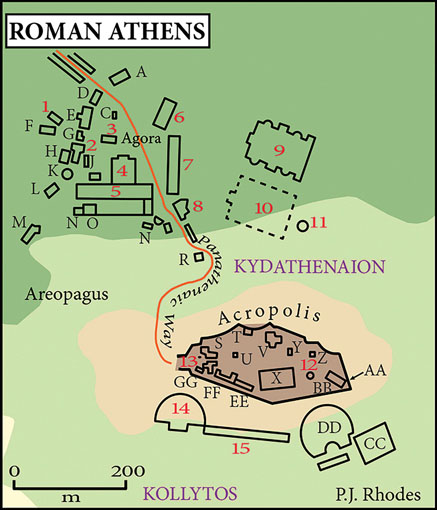 ROMAN ATHENS
A
D
C
E
1
F
G
3
Agora
6
2
H
J
K
4
7
L
5
9
10
8
11
M
N
O
N
R
Panathenaic Way
KYDATHENAION
Areopagus
Acropolis
S
T
U
V
Y
Z
12
13
X
BB
AA
GG
FF
EE
14
DD
CC
15
0 200
m
KOLLYTOS
P.J. Rhodes